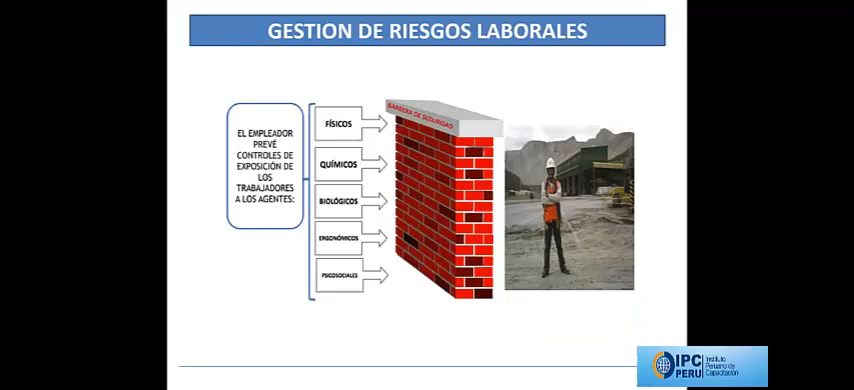 GESTION DE RIESGOS LABORALES
EL EMPLEADOR
PREVÉ
CONTROLES DE
EXPOSICIÓN DE
LOS
TRABAJADORES
A LOS AGENTES:
FÍSICOS
QUÍMICOS
BIOLÓGICOS
ERGONÓMICOS
PSICOSOCIALES
BARRERA DE SEGURIDAD
IPC
PERU
Instituto
Peruano de
Capacitación